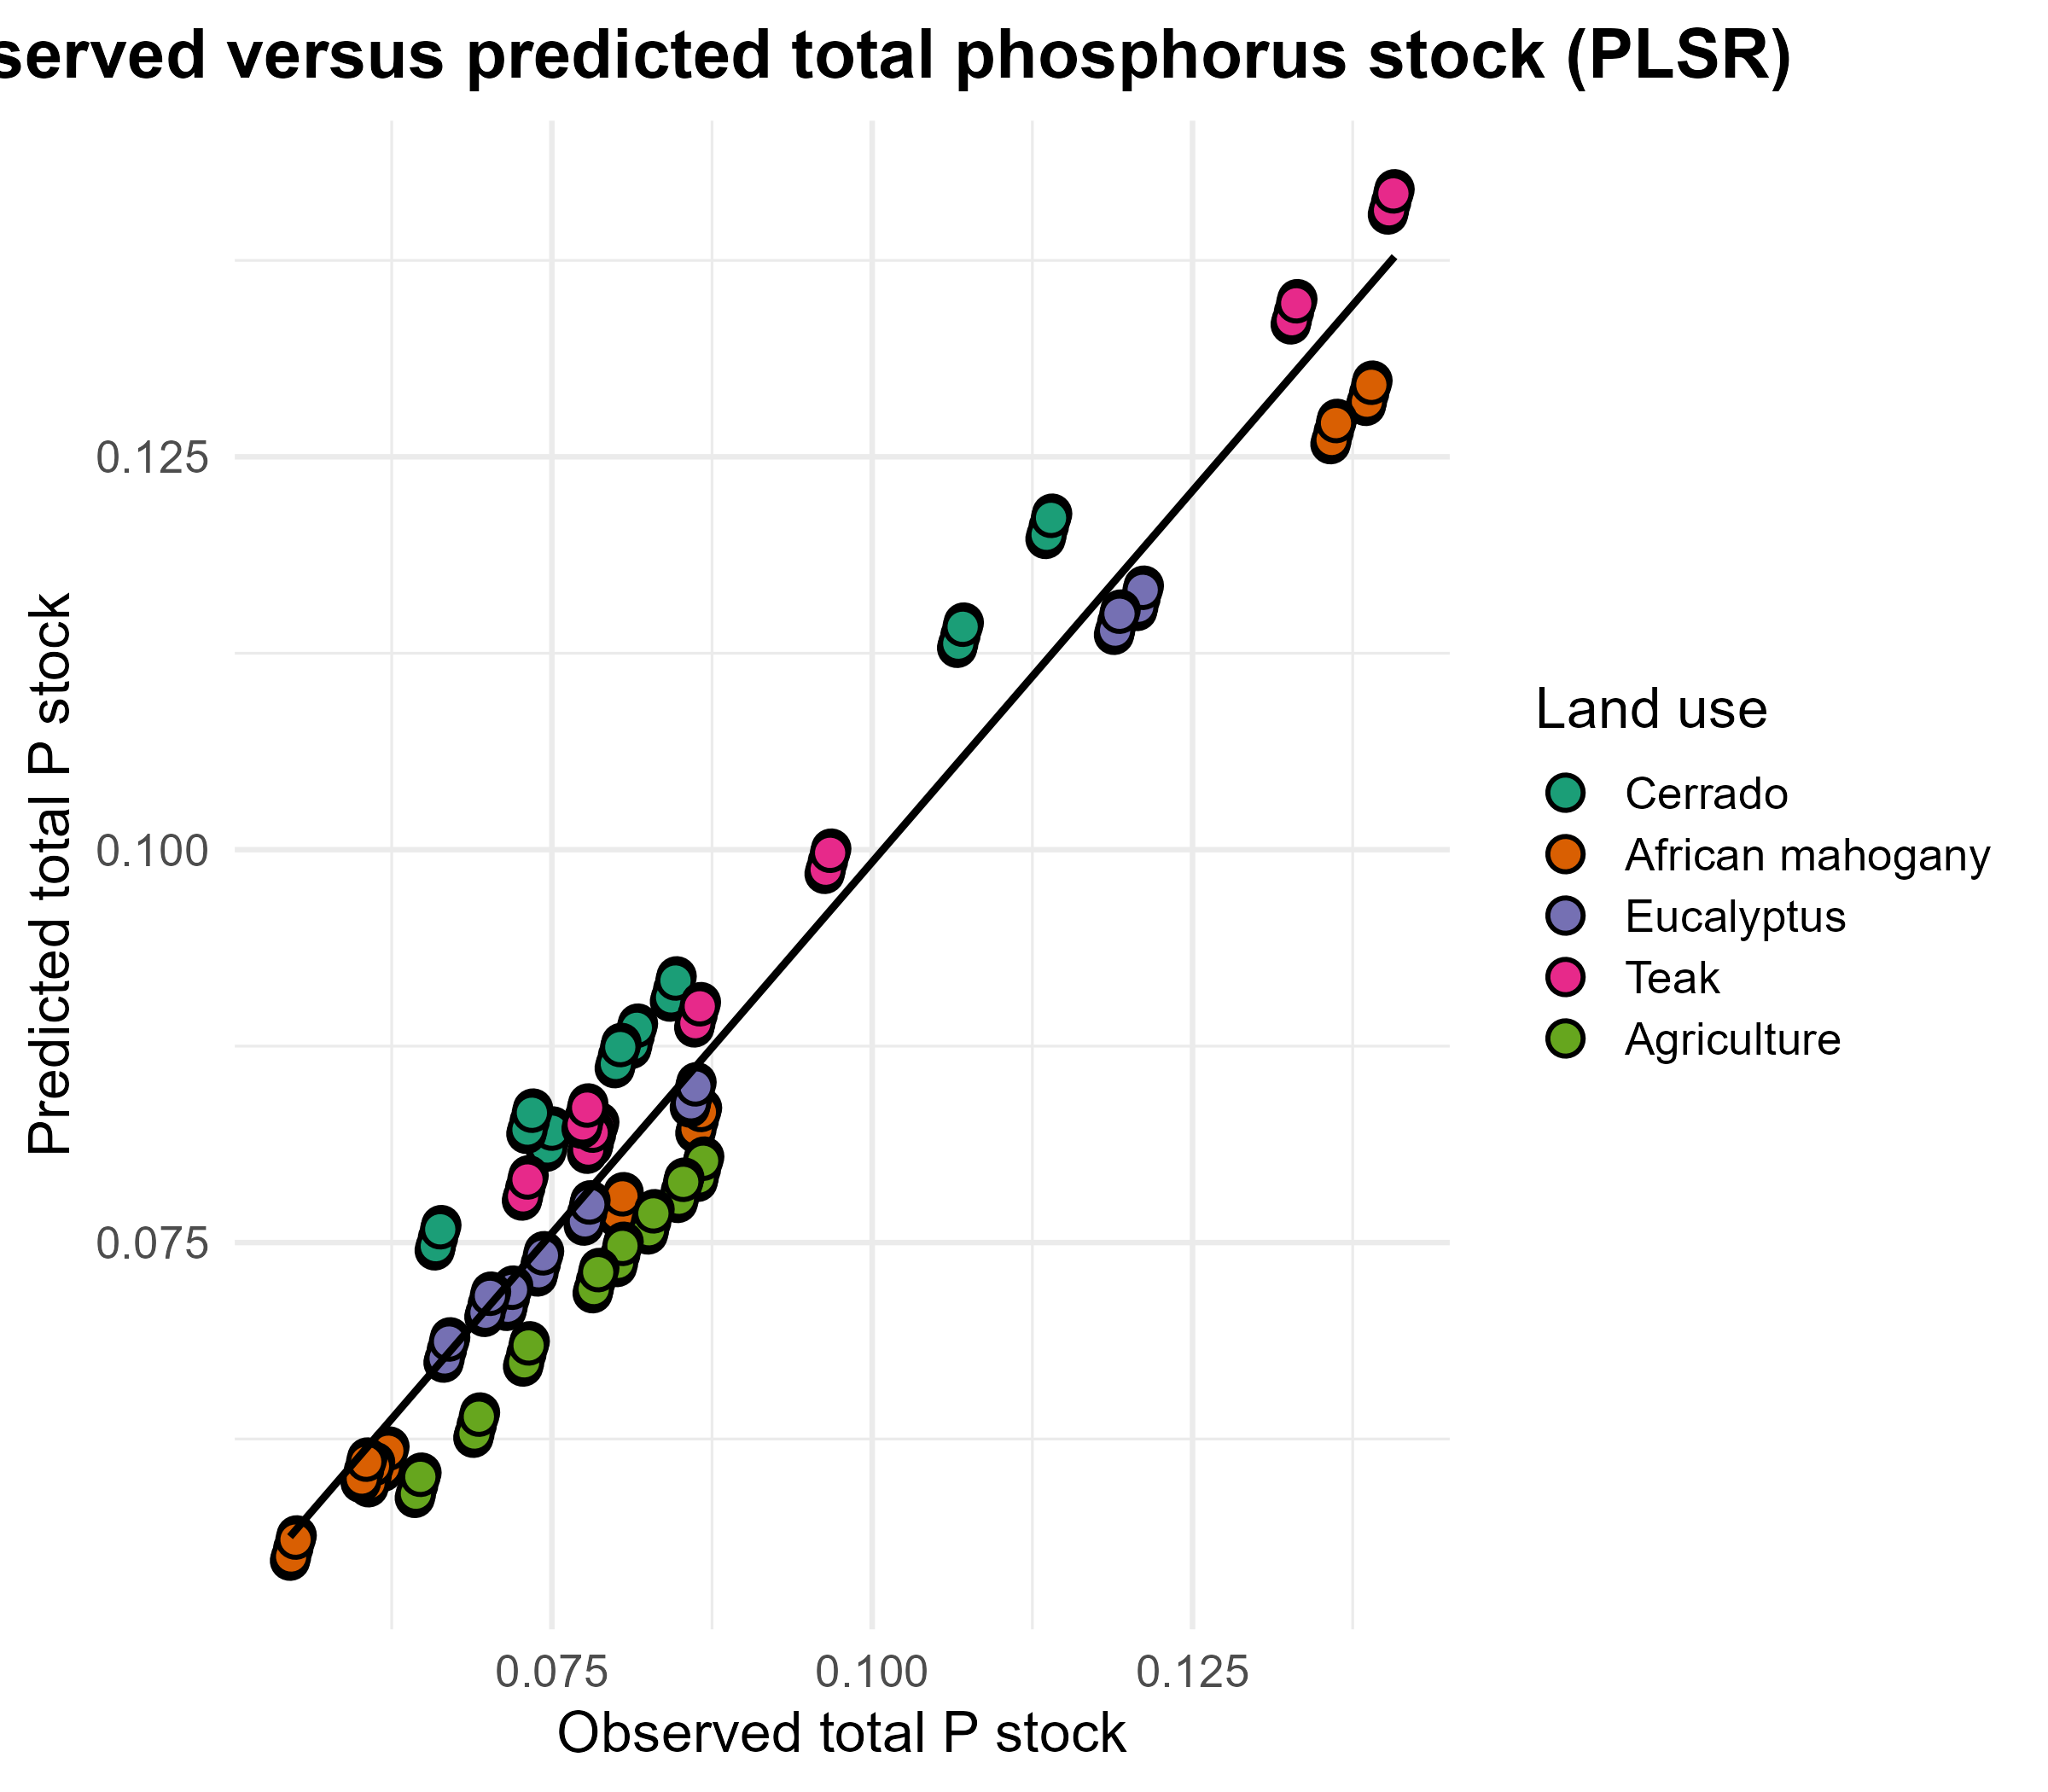 served versus predicted total phosphorus stock (PLSR)
Predicted total P stock
0.125
0.100
0.075
0.075
0.100
0.125
Observed total P stock
Land use
Cerrado
African mahogany
Eucalyptus
Teak
Agriculture